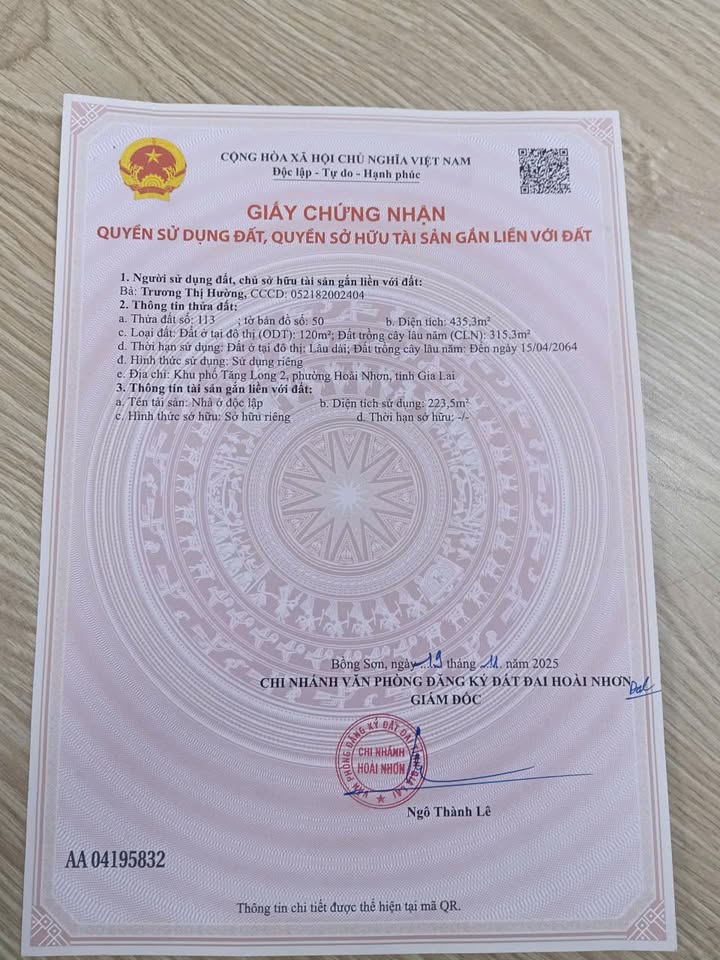 CỘNG HÒA XÃ HỘI CHỦ NGHĨA VIỆT NAM
Độc lập - Tự do - Hạnh phúc
GIẤY CHỨNG NHẬN
QUYỀN SỬ DỤNG ĐẤT, QUYỀN SỞ HỮU TÀI SẢN GẮN LIỀN VỚI ĐẤT
1. Người sử dụng đất, chủ sở hữu tài sản gắn liền với đất:
Bà: Trương Thị Hường, CCCD: 052182002404
2. Thông tin thửa đất:
a. Thửa đất số: 113 ; tờ bản đồ số: 50 b. Diện tích: 435,3m²
c. Loại đất: Đất ở tại đô thị (ODT): 120m²; Đất trồng cây lâu năm (CLN): 315,3m²
d. Thời hạn sử dụng: Đất ở tại đô thị: Lâu dài; Đất trồng cây lâu năm: Đến ngày 15/04/2064
đ. Hình thức sử dụng: Sử dụng riêng
e. Địa chỉ: Khu phố Tăng Long 2, phường Hoài Nhơn, tỉnh Gia Lai
3. Thông tin tài sản gắn liền với đất:
a. Tên tài sản: Nhà ở độc lập b. Diện tích sử dụng: 223,5m²
c. Hình thức sở hữu: Sở hữu riêng d. Thời hạn sở hữu: -/-
Bồng Sơn, ngày 19 tháng 11 năm 2025
CHI NHÁNH VĂN PHÒNG ĐĂNG KÝ ĐẤT ĐAI HOÀI NHƠN
GIÁM ĐỐC
VĂN PHÒNG ĐĂNG KÝ ĐẤT ĐAI TỈNH GIA LAI
CHI NHÁNH
HOÀI NHƠN
Ngô Thành Lê
AA 04195832
Thông tin chi tiết được thể hiện tại mã QR.